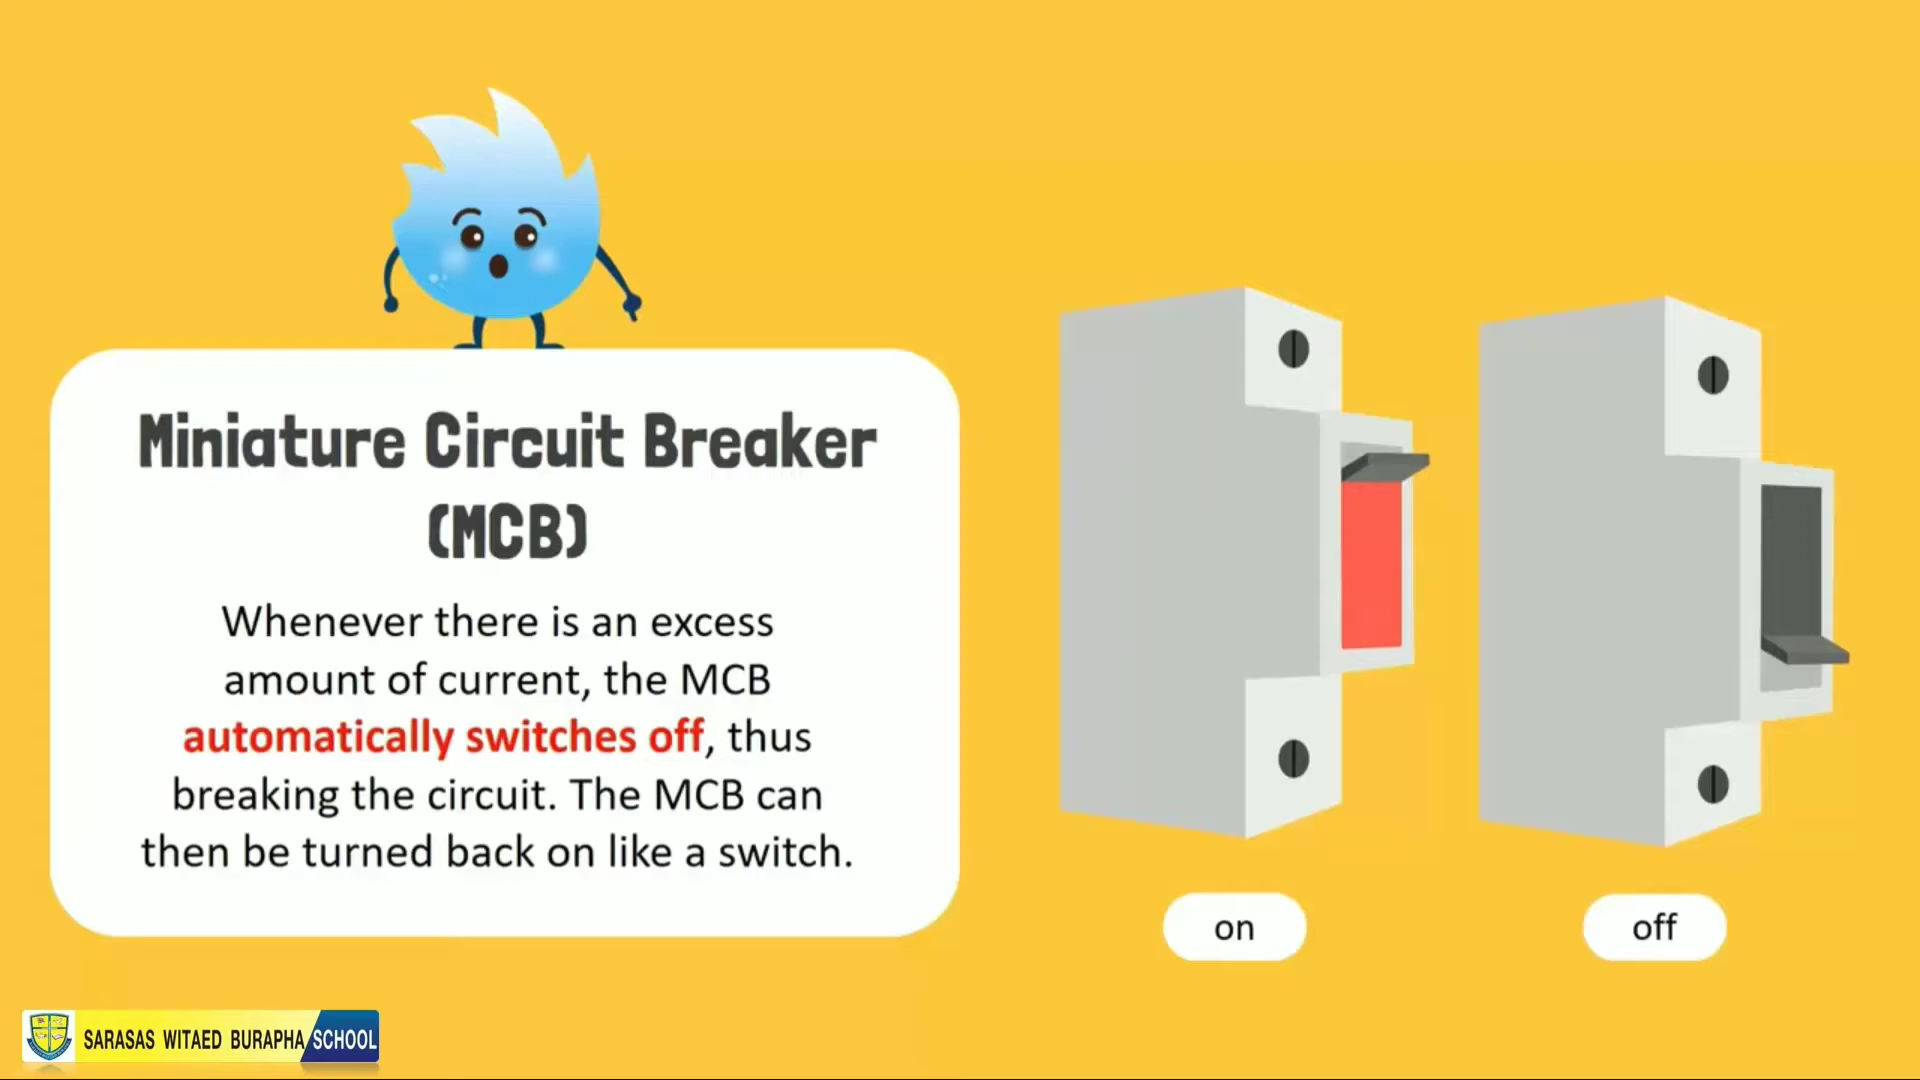 Miniature Circuit Breaker
(MCB)
Whenever there is an excess
amount of current, the MCB
automatically switches off, thus
breaking the circuit. The MCB can
then be turned back on like a switch.
on
off
SARASAS WITAED BURAPHA SCHOOL